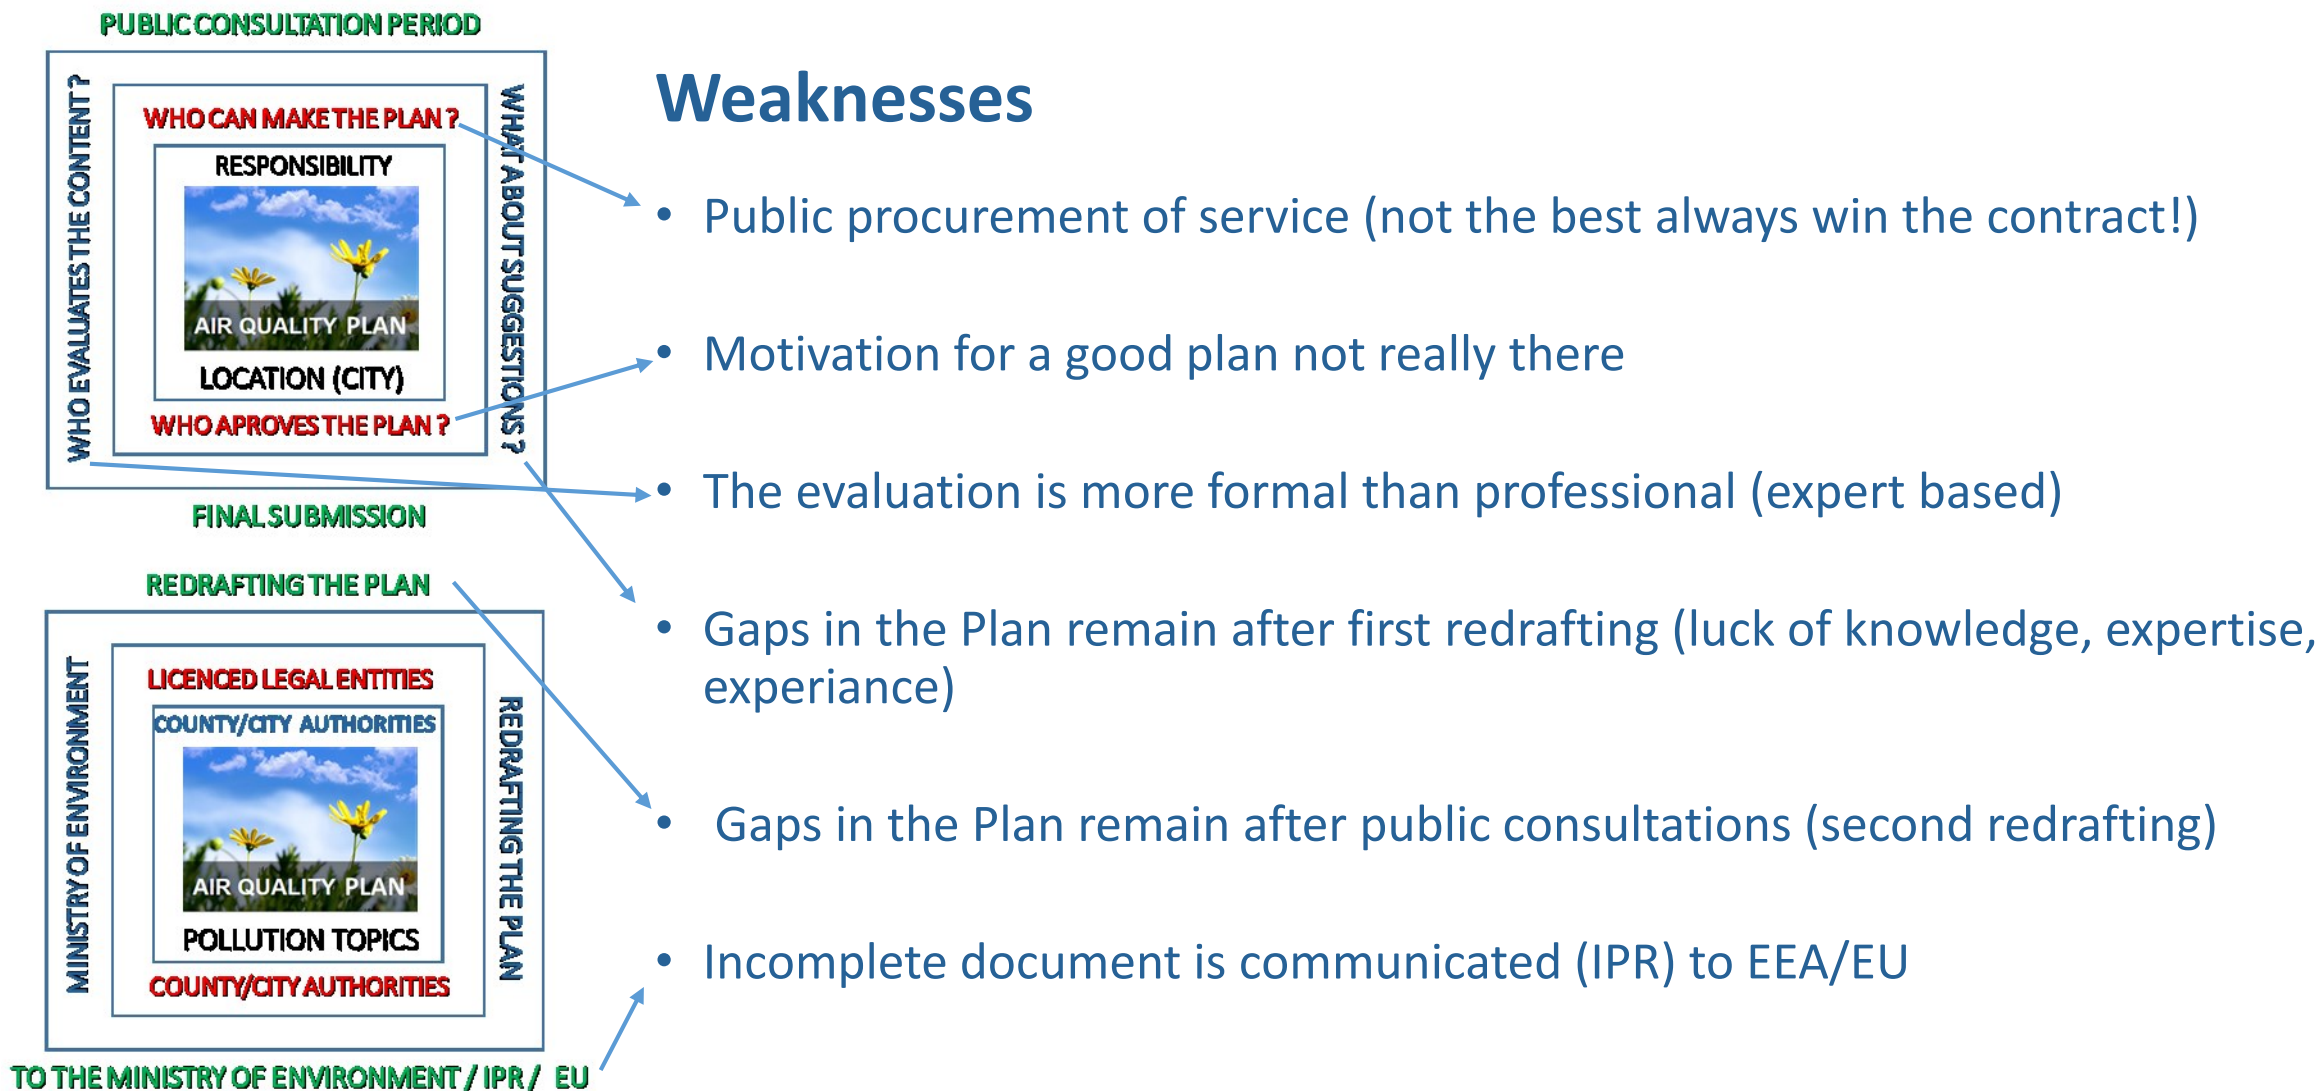 PUBLIC CONSULTATION PERIOD
WHO EVALUATES THE CONTENT?
WHO CAN MAKE THE PLAN ?
RESPONSIBILITY
AIR QUALITY PLAN
LOCATION (CITY)
WHO APROVES THE PLAN ?
WHAT ABOUT SUGGESTIONS?
FINAL SUBMISSION
REDRAFTING THE PLAN
MINISTRY OF ENVIRONMENT
LICENCED LEGAL ENTITIES
COUNTY/CITY AUTHORITIES
AIR QUALITY PLAN
POLLUTION TOPICS
COUNTY/CITY AUTHORITIES
REDRAFTING THE PLAN
TO THE MINISTRY OF ENVIRONMENT / IPR / EU
Weaknesses
• Public procurement of service (not the best always win the contract!)
• Motivation for a good plan not really there
• The evaluation is more formal than professional (expert based)
• Gaps in the Plan remain after first redrafting (luck of knowledge, expertise,
experiance)
• Gaps in the Plan remain after public consultations (second redrafting)
• Incomplete document is communicated (IPR) to EEA/EU